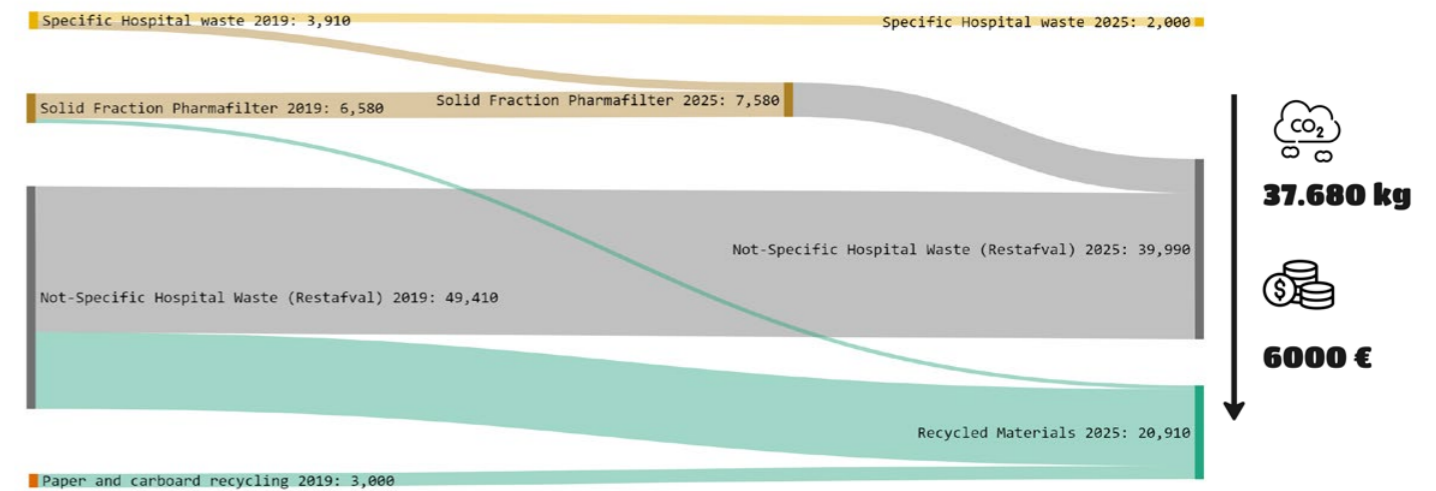 Specific Hospital waste 2019: 3,910
Specific Hospital waste 2025: 2,000
Solid Fraction Pharmafilter 2019: 6,580
Solid Fraction Pharmafilter 2025: 7,580
CO2
37.680 kg
Not-Specific Hospital Waste (Restafval) 2025: 39,990
$
Not-Specific Hospital Waste (Restafval) 2019: 49,410
6000 €
Recycled Materials 2025: 20,910
Paper and carboard recycling 2019: 3,000